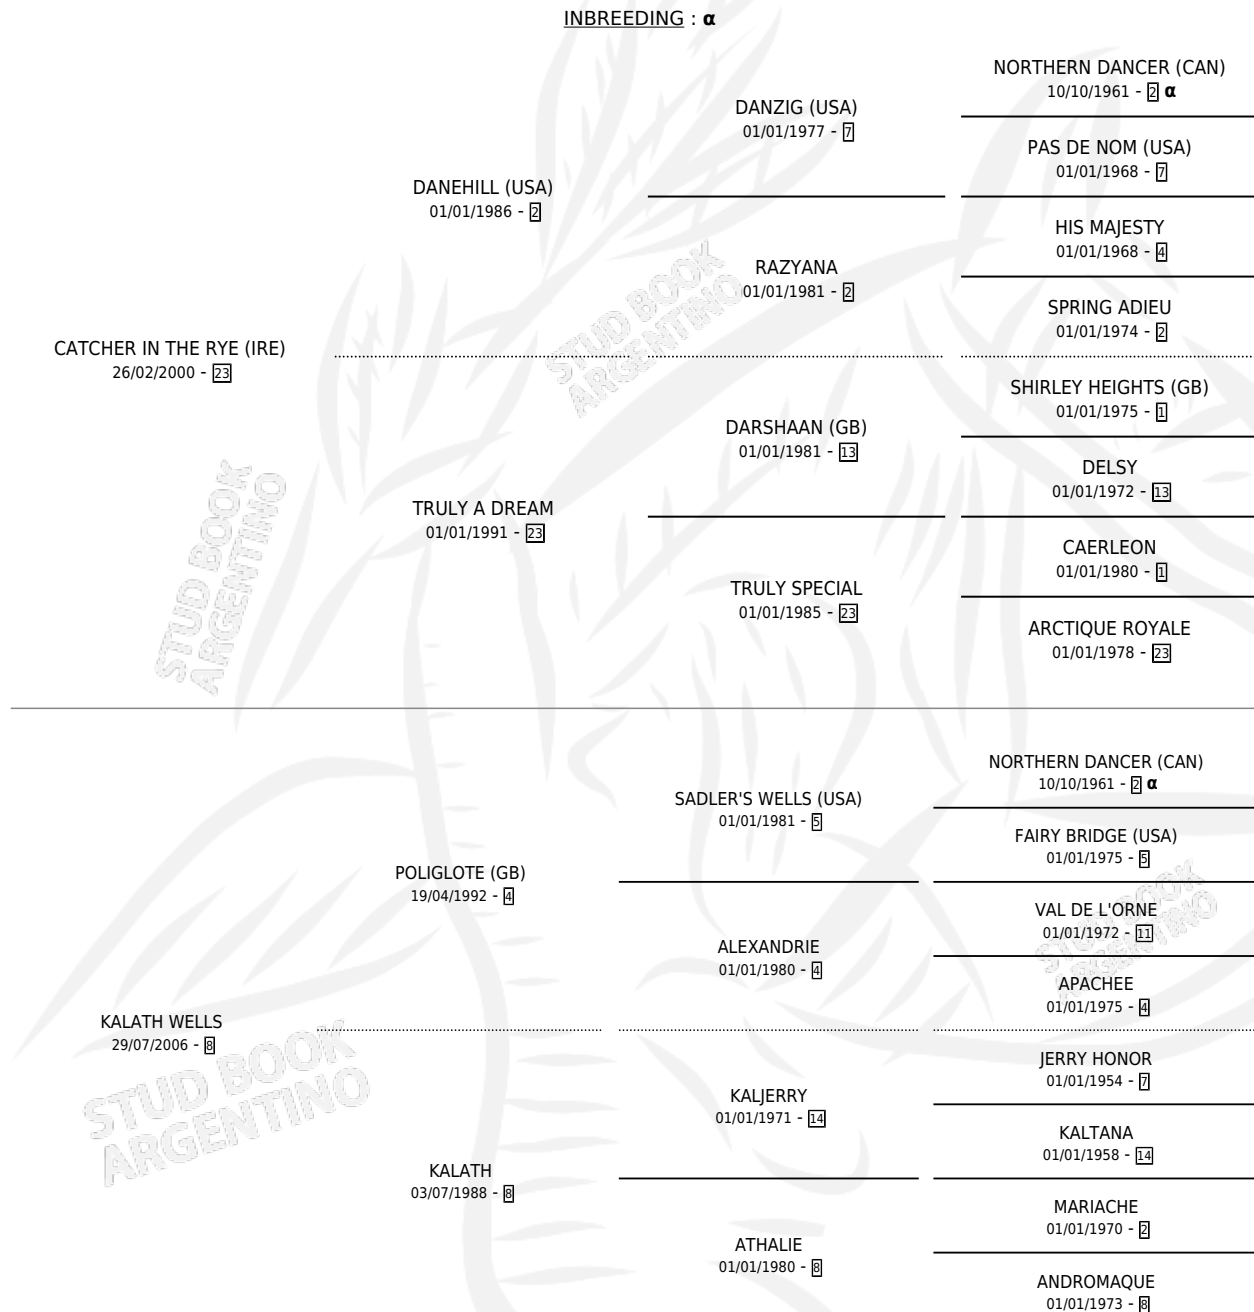 INBREEDING : α
NORTHERN DANCER (CAN)
10/10/1961 - 2 α
DANZIG (USA)
01/01/1977 - 7
PAS DE NOM (USA)
01/01/1968 - 7
DANEHILL (USA)
01/01/1986 - 2
HIS MAJESTY
01/01/1968 - 4
RAZYANA
01/01/1981 - 2
SPRING ADIEU
01/01/1974 - 2
CATCHER IN THE RYE (IRE)
26/02/2000 - 23
SHIRLEY HEIGHTS (GB)
01/01/1975 - 1
DARSHAAN (GB)
01/01/1981 - 13
DELSY
01/01/1972 - 13
TRULY A DREAM
01/01/1991 - 23
CAERLEON
01/01/1980 - 1
TRULY SPECIAL
01/01/1985 - 23
ARCTIQUE ROYALE
01/01/1978 - 23
NORTHERN DANCER (CAN)
10/10/1961 - 2 α
SADLER'S WELLS (USA)
01/01/1981 - 5
FAIRY BRIDGE (USA)
01/01/1975 - 5
POLIGLOTE (GB)
19/04/1992 - 4
VAL DE L'ORNE
01/01/1972 - 11
ALEXANDRIE
01/01/1980 - 4
APACHEE
01/01/1975 - 4
KALATH WELLS
29/07/2006 - 8
JERRY HONOR
01/01/1954 - 7
KALJERRY
01/01/1971 - 14
KALTANA
01/01/1958 - 14
KALATH
03/07/1988 - 8
MARIACHE
01/01/1970 - 2
ATHALIE
01/01/1980 - 8
ANDROMAQUE
01/01/1973 - 8
STUD BOOK
ARGENTINO
STUD BOOK
ARGENTINO
STUD BOOK
ARGENTINO
STUD BOOK
ARGENTINO